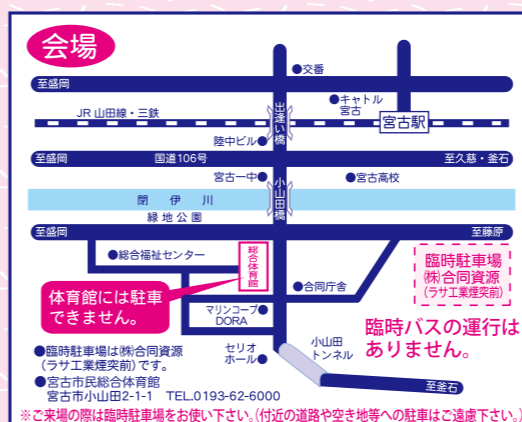 会場
●交番
至盛岡
JR 山田線・三鉄
出逢い橋
●キャトル
宮古
宮古駅
陸中ビル●
至盛岡
国道106号
至久慈・釜石
宮古一中●
小山田橋
●宮古高校
閉伊川
緑地公園
至盛岡
至藤原
●総合福祉センター
総合体育館
臨時駐車場
㈱合同資源
(ラサ工業煙突前)
体育館には駐車
できません。
●合同庁舎
マリンコープ●
DORA
臨時バスの運行は
ありません。
セリオ
ホール●
小山田
トンネル
至釜石
●臨時駐車場は㈱合同資源
(ラサ工業煙突前)です。
●宮古市民総合体育館
宮古市小山田2-1-1 TEL.0193-62-6000
※ご来場の際は臨時駐車場をお使い下さい。(付近の道路や空き地等への駐車はご遠慮下さい。)